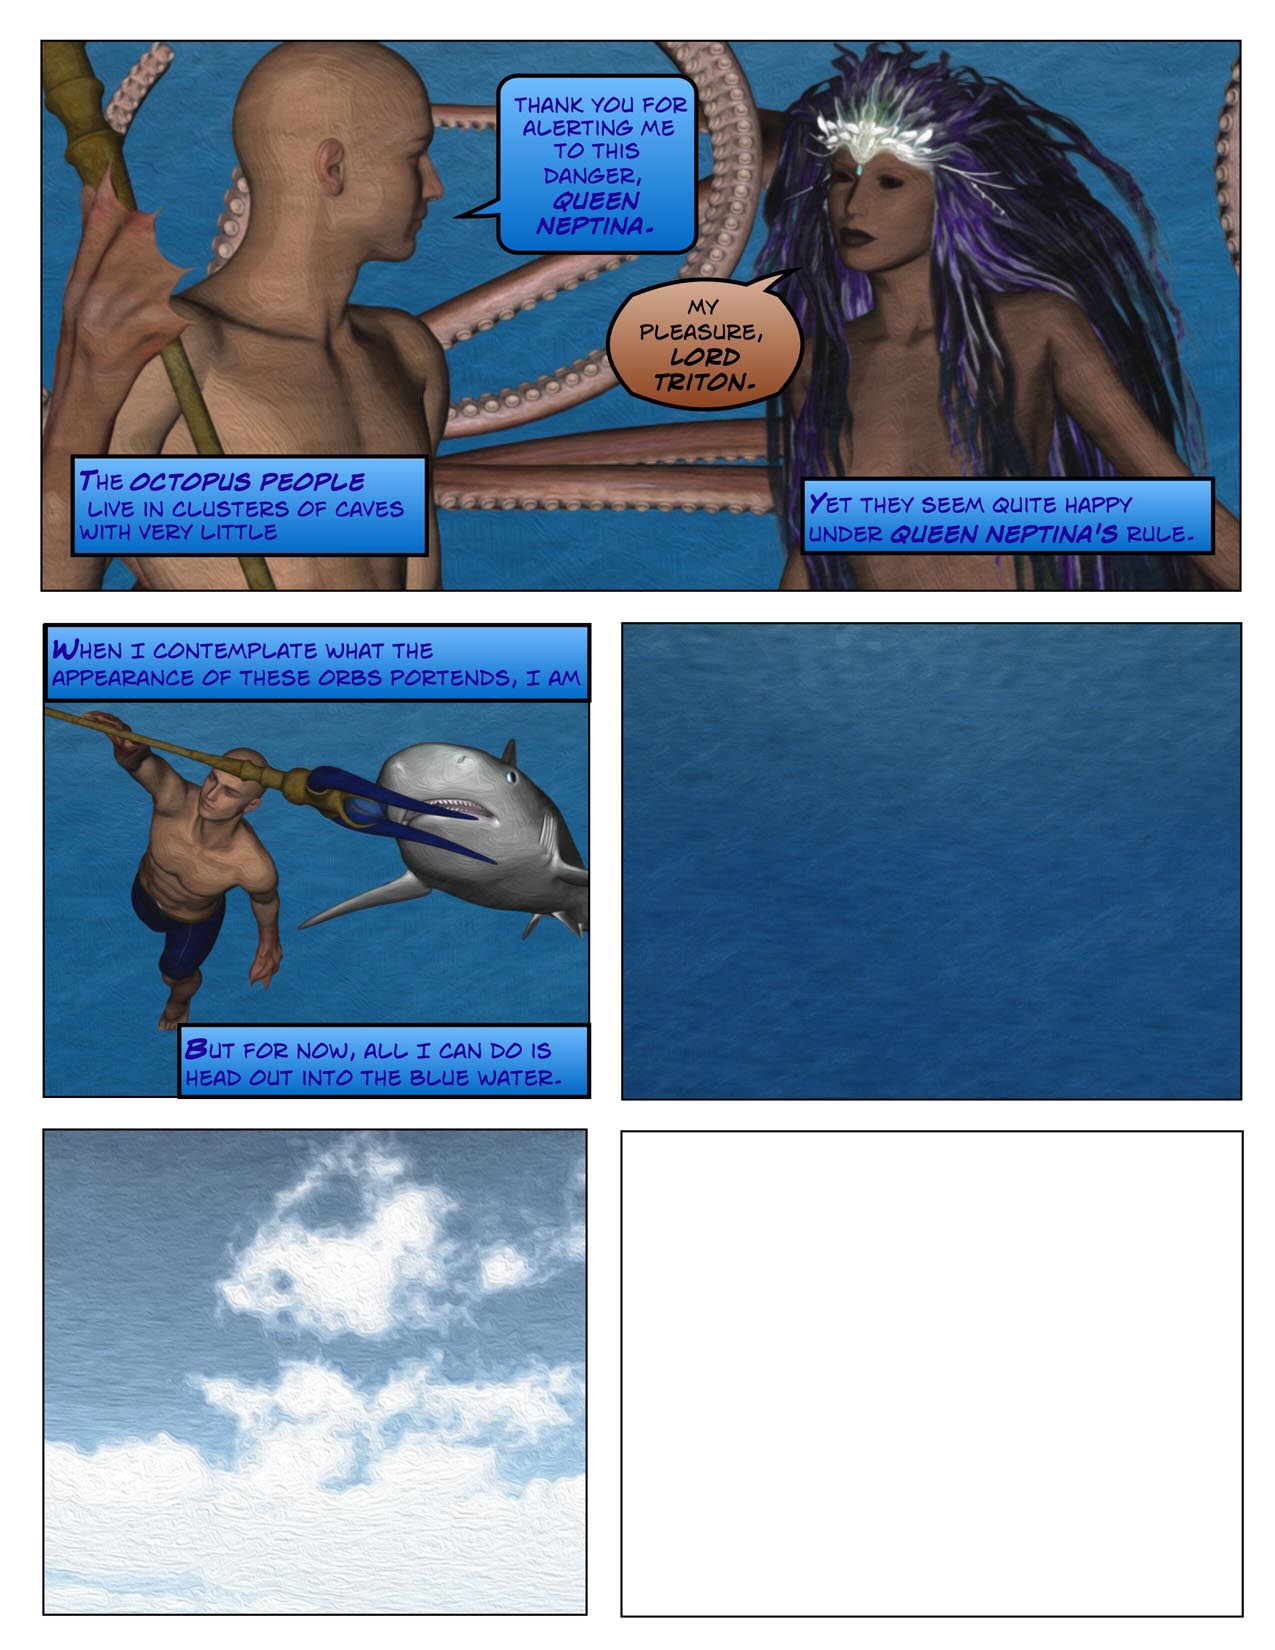 THANK YOU FOR
ALERTING ME
TO THIS
DANGER,
QUEEN
NEPTINA.
MY
PLEASURE,
LORD
TRITON.
THE OCTOPUS PEOPLE
LIVE IN CLUSTERS OF CAVES
WITH VERY LITTLE
YET THEY SEEM QUITE HAPPY
UNDER QUEEN NEPTINA'S RULE.
WHEN I CONTEMPLATE WHAT THE
APPEARANCE OF THESE ORBS PORTENDS, I AM
BUT FOR NOW, ALL I CAN DO IS
HEAD OUT INTO THE BLUE WATER.